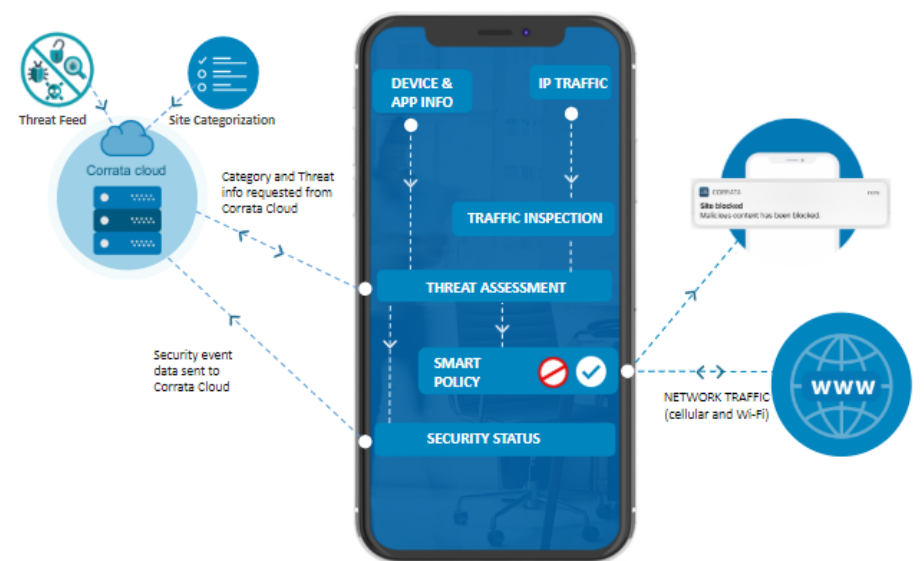 Threat Feed
Site Categorization
Corrata cloud
Category and Threat
info requested from
Corrata Cloud
Security event
data sent to
Corrata Cloud
DEVICE &
APP INFO
IP TRAFFIC
TRAFFIC INSPECTION
THREAT ASSESSMENT
SMART
POLICY
SECURITY STATUS
CORRATA
Site blocked
Malicious content has been blocked.
WWW
NETWORK TRAFFIC
(cellular and Wi-Fi)